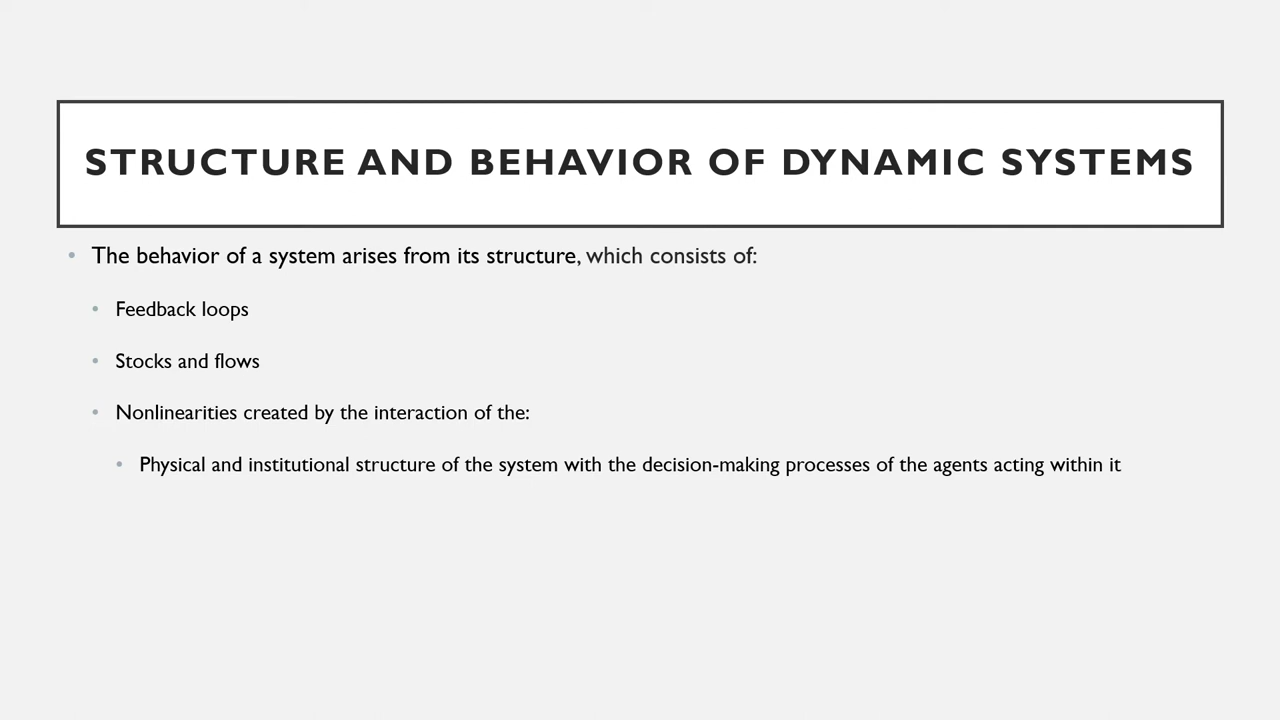 STRUCTURE AND BEHAVIOR OF DYNAMIC SYSTEMS
• The behavior of a system arises from its structure, which consists of:
• Feedback loops
• Stocks and flows
• Nonlinearities created by the interaction of the:
• Physical and institutional structure of the system with the decision-making processes of the agents acting within it